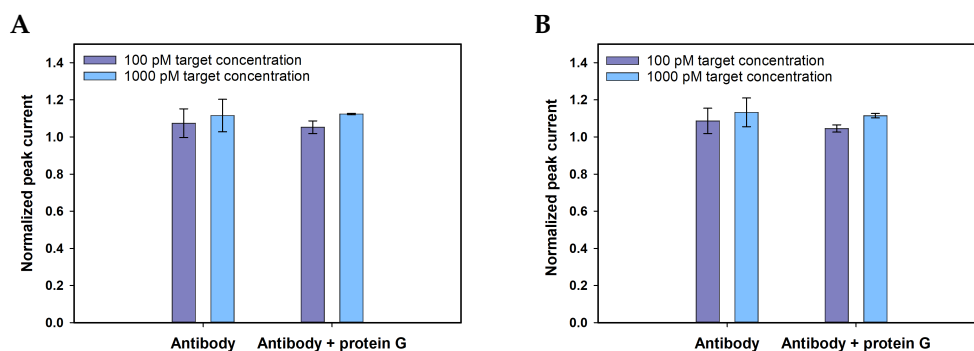 A
Normalized peak current
1.4
1.2
1.0
0.8
0.6
0.4
0.2
0.0
100 pM target concentration
1000 pM target concentration
Antibody
Antibody + protein G
B
Normalized peak current
1.4
1.2
1.0
0.8
0.6
0.4
0.2
0.0
100 pM target concentration
1000 pM target concentration
Antibody
Antibody + protein G